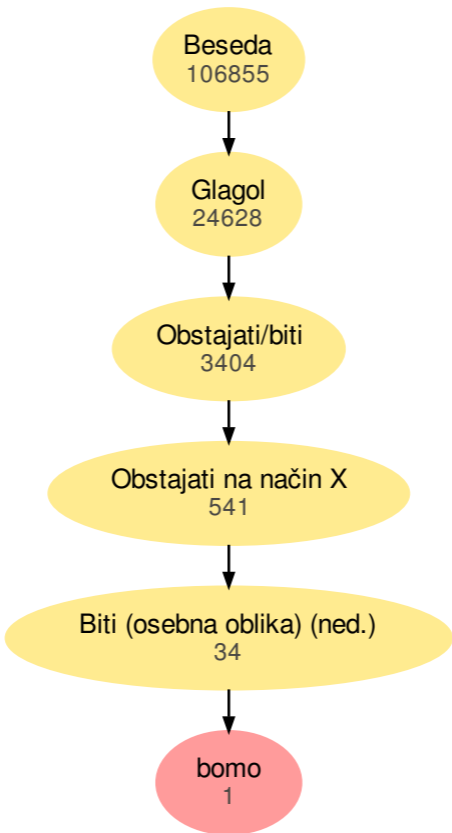 Beseda
106855
Glagol
24628
Obstajati/biti
3404
Obstajati na način X
541
Biti (osebna oblika) (ned.)
34
bomo
1